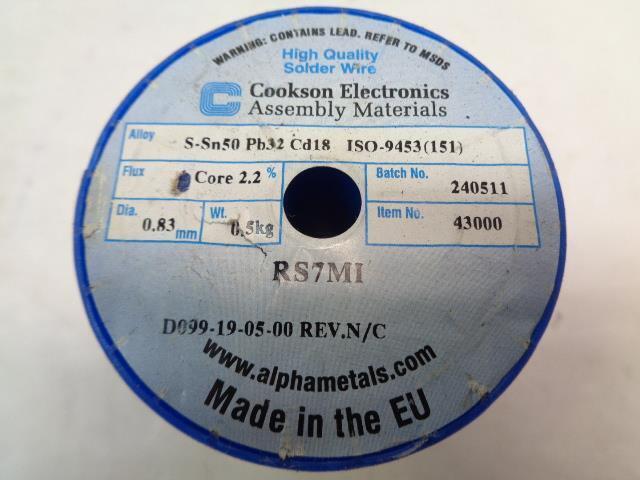 WARNING: CONTAINS LEAD. REFER TO MSDS
High Quality
Solder Wire
Cookson Electronics
Assembly Materials
Alloy S-Sn50 Pb32 Cd18 ISO-9453(151)
Flux Core 2.2 %
Batch No. 240511
Dia. 0.83 mm
Wt. 0.5kg
Item No. 43000
RS7MI
D099-19-05-00 REV.N/C
www.alphametals.com
Made in the EU